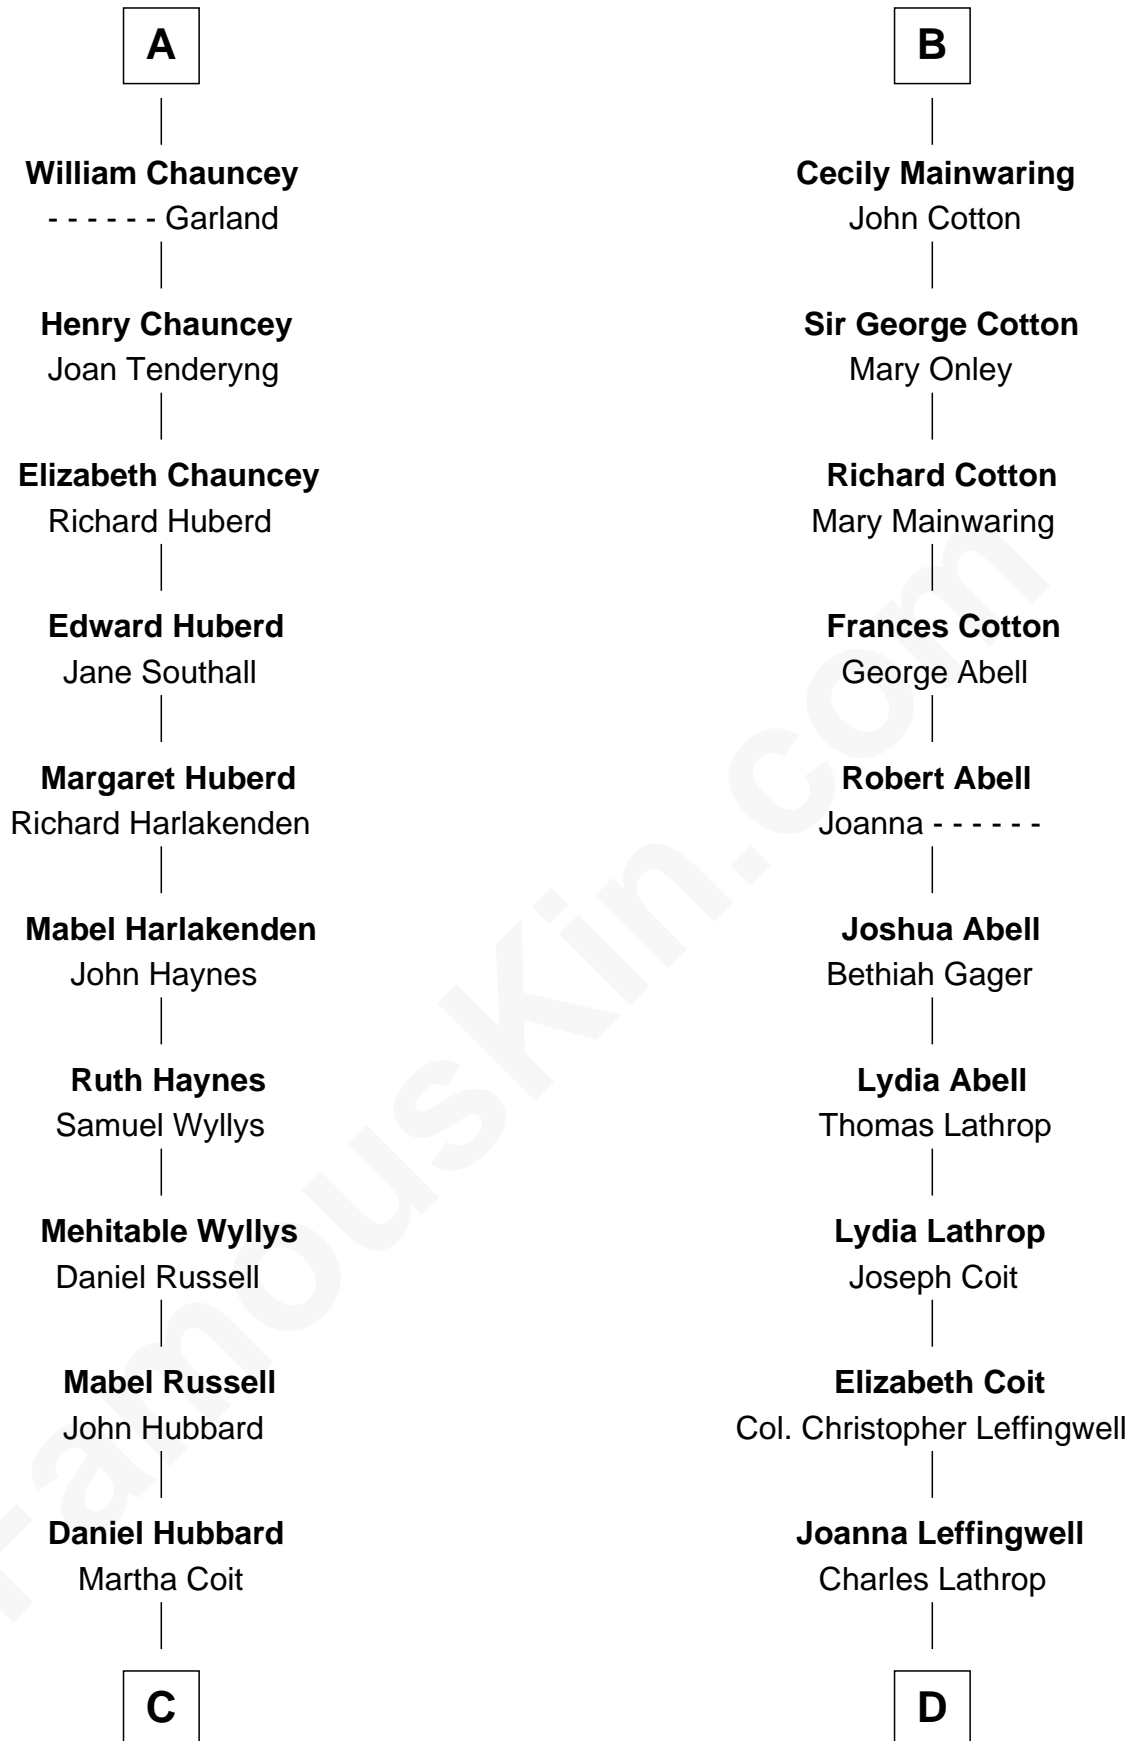 A
William Chauncey
- - - - - - Garland
Henry Chauncey
Joan Tenderyng
Elizabeth Chauncey
Richard Huberd
Edward Huberd
Jane Southall
Margaret Huberd
Richard Harlakenden
Mabel Harlakenden
John Haynes
Ruth Haynes
Samuel Wyllys
Mehitable Wyllys
Daniel Russell
Mabel Russell
John Hubbard
Daniel Hubbard
Martha Coit
C
B
Cecily Mainwaring
John Cotton
Sir George Cotton
Mary Onley
Richard Cotton
Mary Mainwaring
Frances Cotton
George Abell
Robert Abell
Joanna - - - - - -
Joshua Abell
Bethiah Gager
Lydia Abell
Thomas Lathrop
Lydia Lathrop
Joseph Coit
Elizabeth Coit
Col. Christopher Leffingwell
Joanna Leffingwell
Charles Lathrop
D
FamousKin.com